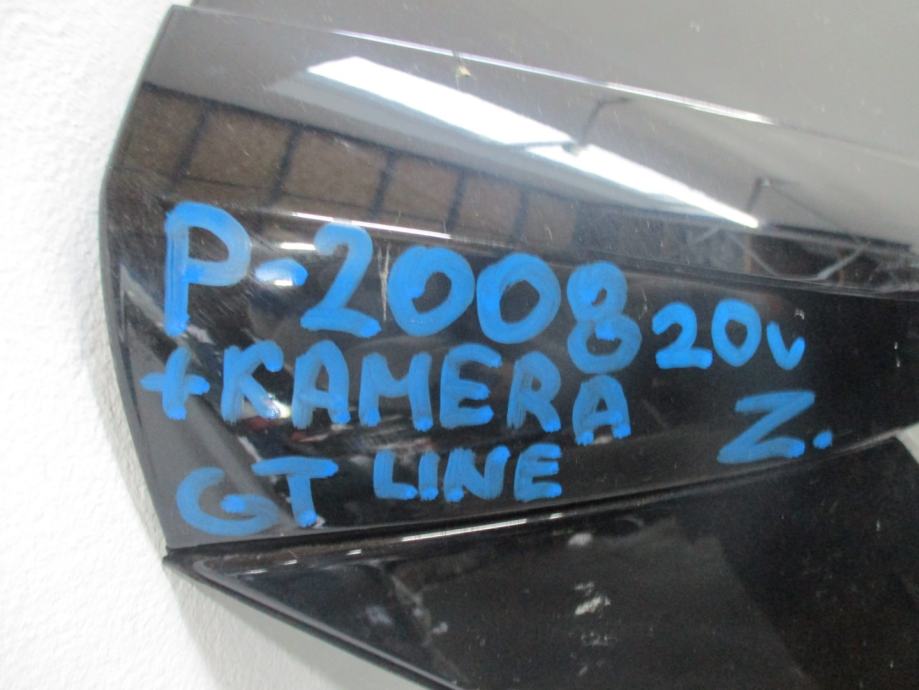 P-2008 20v
+KAMERA Z.
GT LINE